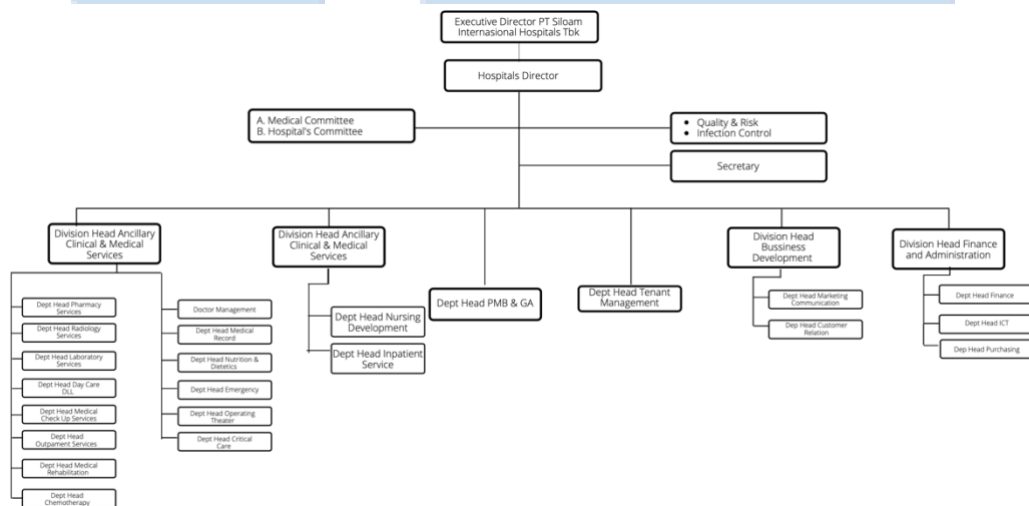 Executive Director PT Siloam
Internasional Hospitals Tbk
Hospitals Director
A. Medical Committee
B. Hospital's Committee
• Quality & Risk
• Infection Control
Secretary
Division Head Ancillary
Clinical & Medical
Services
Division Head Ancillary
Clinical & Medical
Services
Dept Head PMB & GA
Dept Head Tenant
Management
Division Head
Bussiness
Development
Division Head Finance
and Administration
Dept Head Pharmacy
Services
Dept Head Radiology
Services
Dept Head Laboratory
Services
Dept Head Day Care
DLL
Dept Head Medical
Check Up Services
Dept Head
Outpament Services
Dept Head Medical
Rehabilitation
Dept Head
Chemotherapy
Doctor Management
Dept Head Medical
Record
Dept Head Nutrition &
Dietetics
Dept Head Emergency
Dept Head Operating
Theater
Dept Head Critical
Care
Dept Head Nursing
Development
Dept Head Inpatient
Service
Dept Head Marketing
Communication
Dep Head Customer
Relation
Dept Head Finance
Dept Head ICT
Dep Head Purchasing